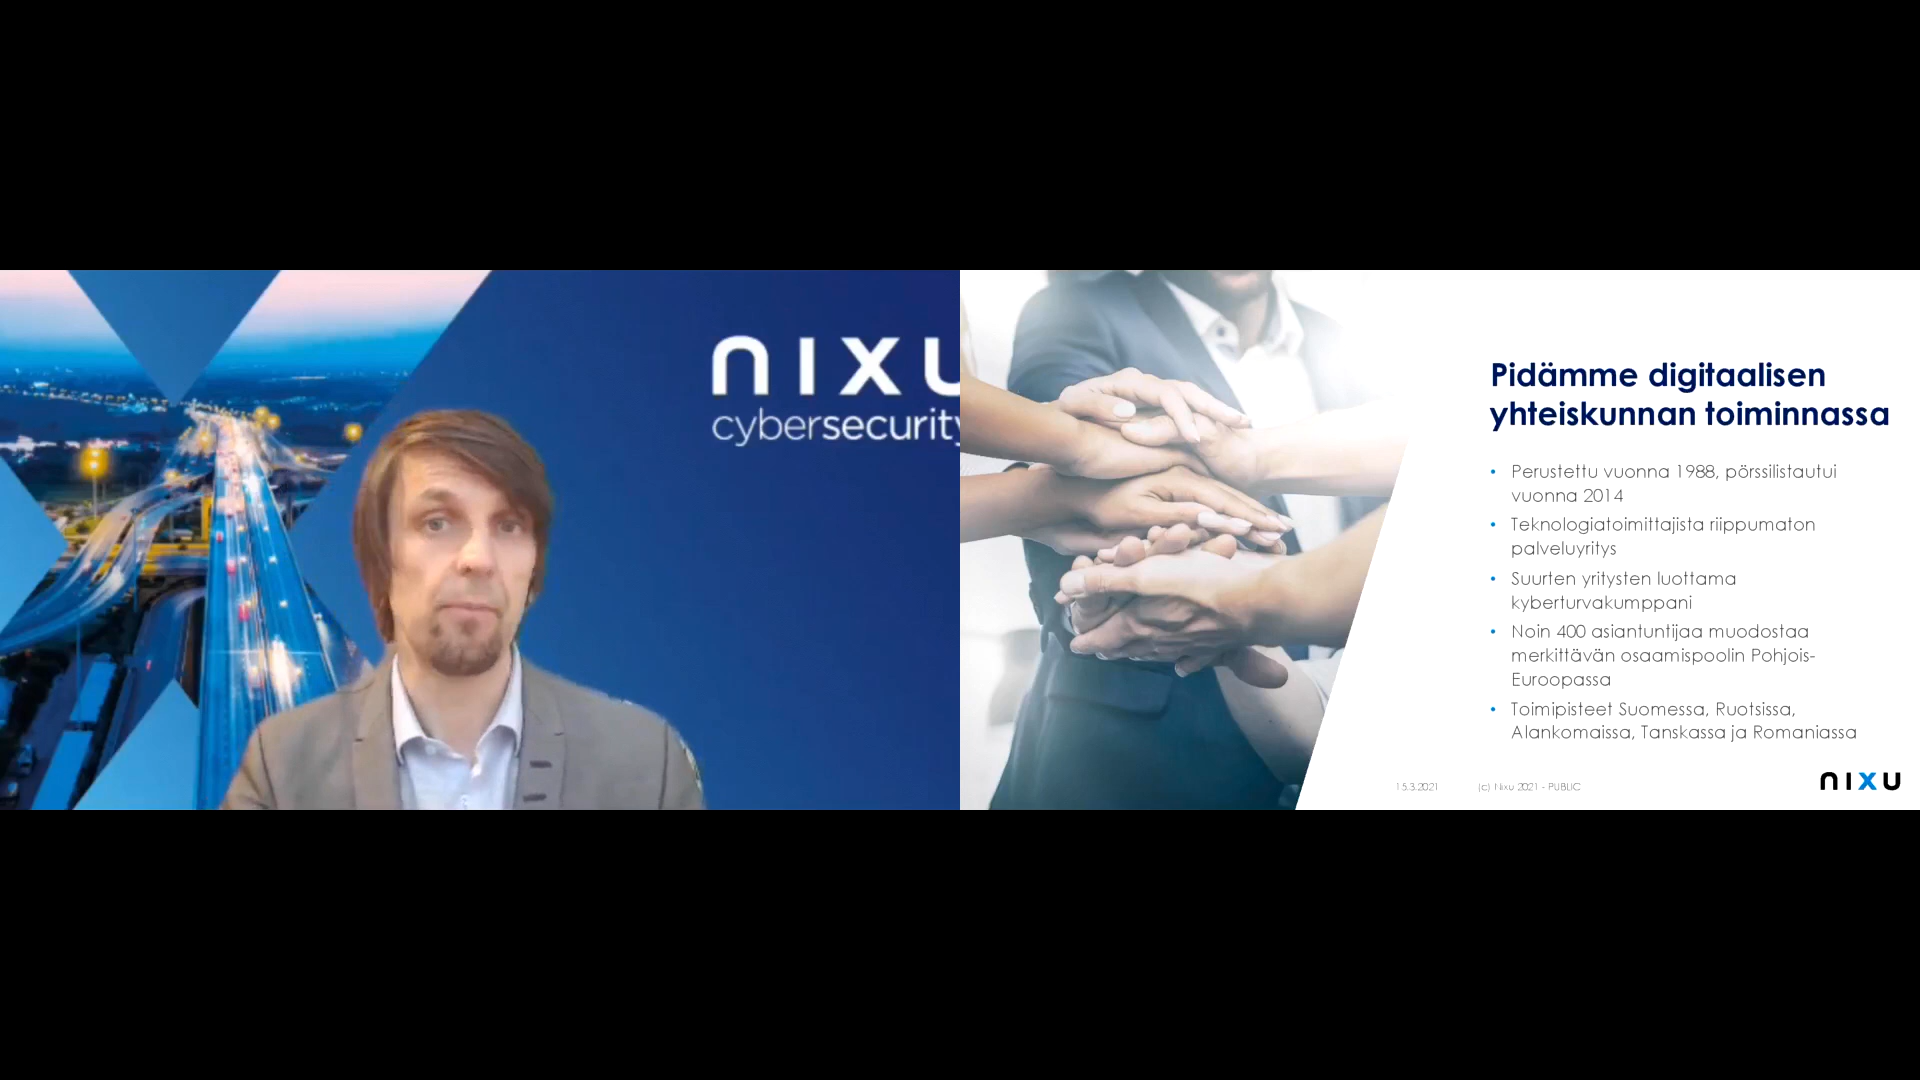 nixu
cybersecurity
Pidämme digitaalisen
yhteiskunnan toiminnassa
• Perustettu vuonna 1988, pörssilistautui
vuonna 2014
• Teknologiatoimittajista riippumaton
palveluyritys
• Suurten yritysten luottama
kyberturvakumppani
• Noin 400 asiantuntijaa muodostaa
merkittävän osaamispoolin Pohjois-
Euroopassa
• Toimipisteet Suomessa, Ruotsissa,
Alankomaissa, Tanskassa ja Romaniassa
15.3.2021 (c) Nixu 2021 - PUBLIC
nixu